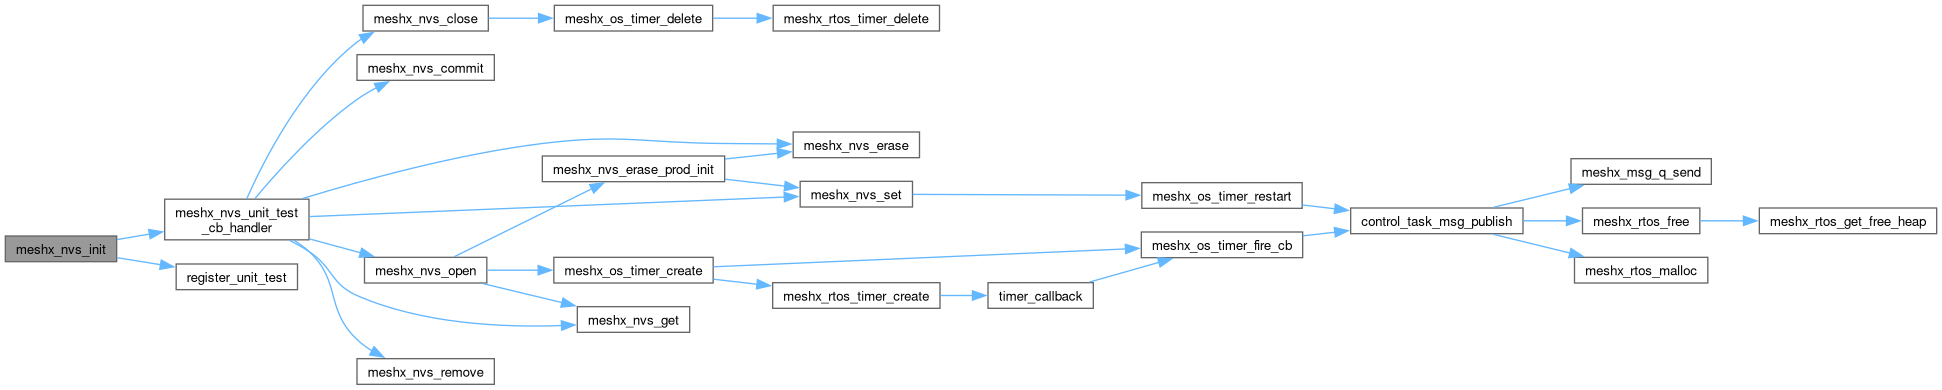 meshx_nvs_close
meshx_os_timer_delete
meshx_rtos_timer_delete
meshx_nvs_commit
meshx_nvs_erase
meshx_nvs_erase_prod_init
meshx_msg_q_send
meshx_nvs_set
meshx_os_timer_restart
meshx_nvs_unit_test
_cb_handler
control_task_msg_publish
meshx_rtos_free
meshx_rtos_get_free_heap
meshx_nvs_init
meshx_os_timer_fire_cb
register_unit_test
meshx_nvs_open
meshx_os_timer_create
meshx_rtos_malloc
meshx_rtos_timer_create
timer_callback
meshx_nvs_get
meshx_nvs_remove